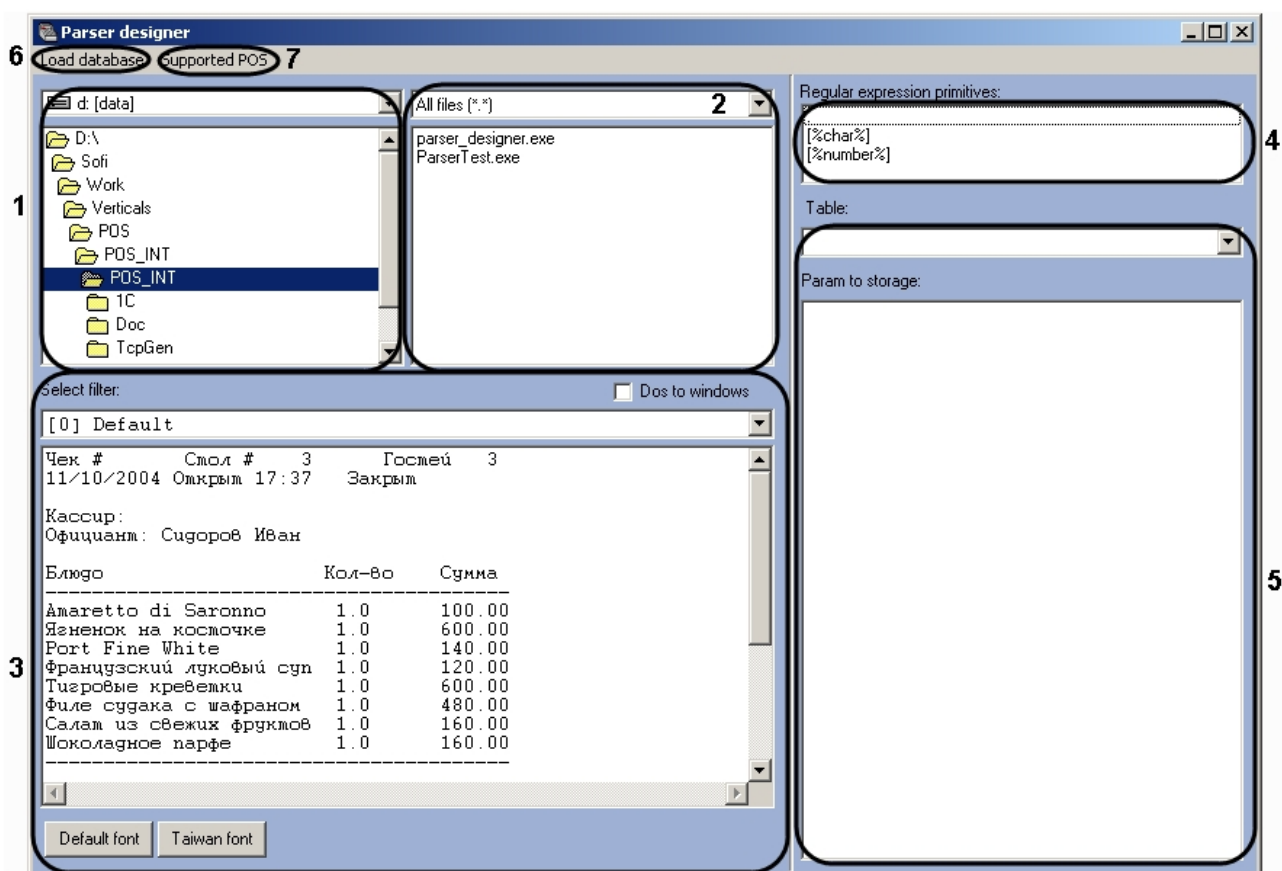 Parser designer
6
Load database
Supported POS
7
d: [data]
All files (*.*)
2
Regular expression primitives:
D:\
Sofi
Work
Verticals
POS
POS_INT
POS_INT
1C
Doc
TcpGen
1
parser_designer.exe
ParserTest.exe
[%char%]
[%number%]
4
Table:
Param to storage:
5
Select filter:
Dos to windows
[0] Default
Чек # Стол # 3 Гостей 3
11/10/2004 Открыт 17:37 Закрыт
Кассир:
Официант: Сидоров Иван
Блюдо Кол-во Сумма
----------------------------------------
Amaretto di Saronno 1.0 100.00
Ягненок на косточке 1.0 600.00
Port Fine White 1.0 140.00
Французский луковый суп 1.0 120.00
Тигровые креветки 1.0 600.00
Филе судака с шафраном 1.0 480.00
Салат из свежих фруктов 1.0 160.00
Шоколадное парфе 1.0 160.00
----------------------------------------
3
Default font
Taiwan font